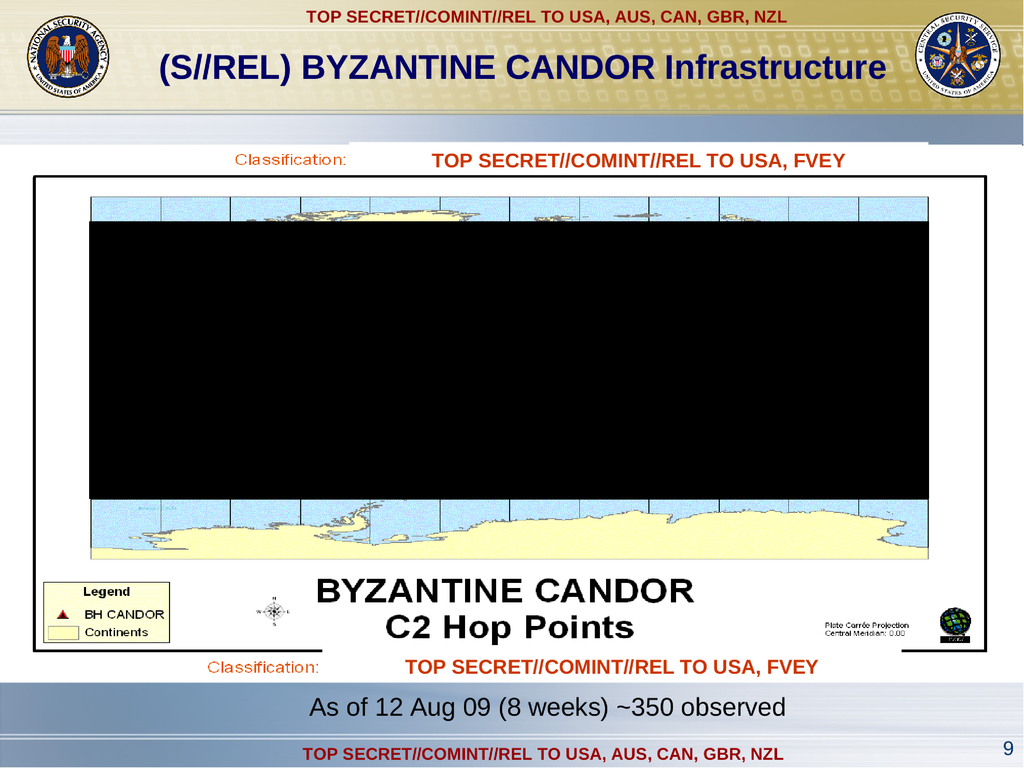 TOP SECRET//COMINT//REL TO USA, AUS, CAN, GBR, NZL
NATIONAL SECURITY AGENCY
UNITED STATES OF AMERICA
(S//REL) BYZANTINE CANDOR Infrastructure
CENTRAL SECURITY SERVICE
UNITED STATES OF AMERICA
Classification: TOP SECRET//COMINT//REL TO USA, FVEY
Legend
BH CANDOR
Continents
N
W E
S
BYZANTINE CANDOR
C2 Hop Points
Plate Carrée Projection
Central Meridian: 0.00
Classification: TOP SECRET//COMINT//REL TO USA, FVEY
As of 12 Aug 09 (8 weeks) ~350 observed
TOP SECRET//COMINT//REL TO USA, AUS, CAN, GBR, NZL
9